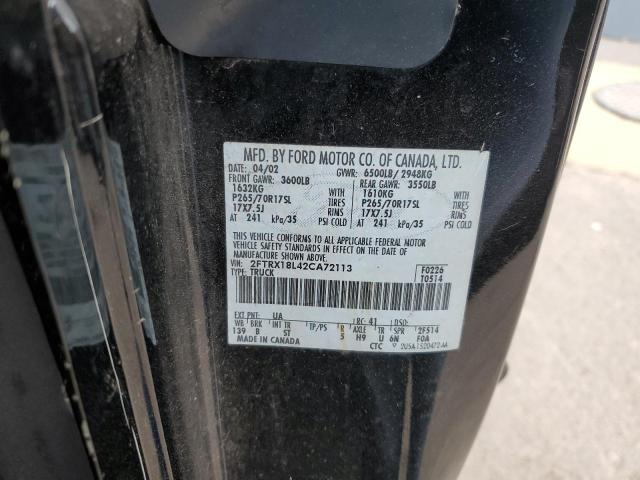 MFD. BY FORD MOTOR CO. OF CANADA, LTD.
DATE: 04/02 GVWR: 6500LB/ 2948KG
FRONT GAWR: 3600LB REAR GAWR: 3550LB
1632KG WITH 1610KG WITH
P265/70R17SL TIRES P265/70R17SL TIRES
17X7.5J RIMS 17X7.5J RIMS
AT 241 kPa/35 PSI COLD AT 241 kPa/35 PSI COLD
THIS VEHICLE CONFORMS TO ALL APPLICABLE FEDERAL MOTOR
VEHICLE SAFETY STANDARDS IN EFFECT ON THE DATE OF
MANUFACTURE SHOWN ABOVE.
VIN: 2FTRX18L42CA72113 F0226
TYPE: TRUCK T0514
EXT PNT: UA RC: 41 DSO:
WB BRK INT TR TP/PS R AXLE TR SPR 2F514
139 B ST 5 H9 U 6N F0A
MADE IN CANADA CTC